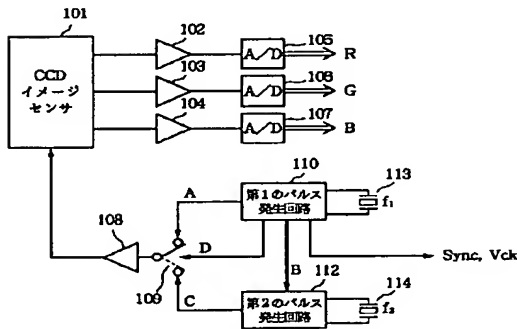 101
102
105
CCD
イメージ
センサ
A/D
R
103
106
A/D
G
104
107
A/D
B
110
113
第1のパルス
発生回路
f₁
A
108
D
Sync, Vck
109
B
112
114
C
第2のパルス
発生回路
f₂